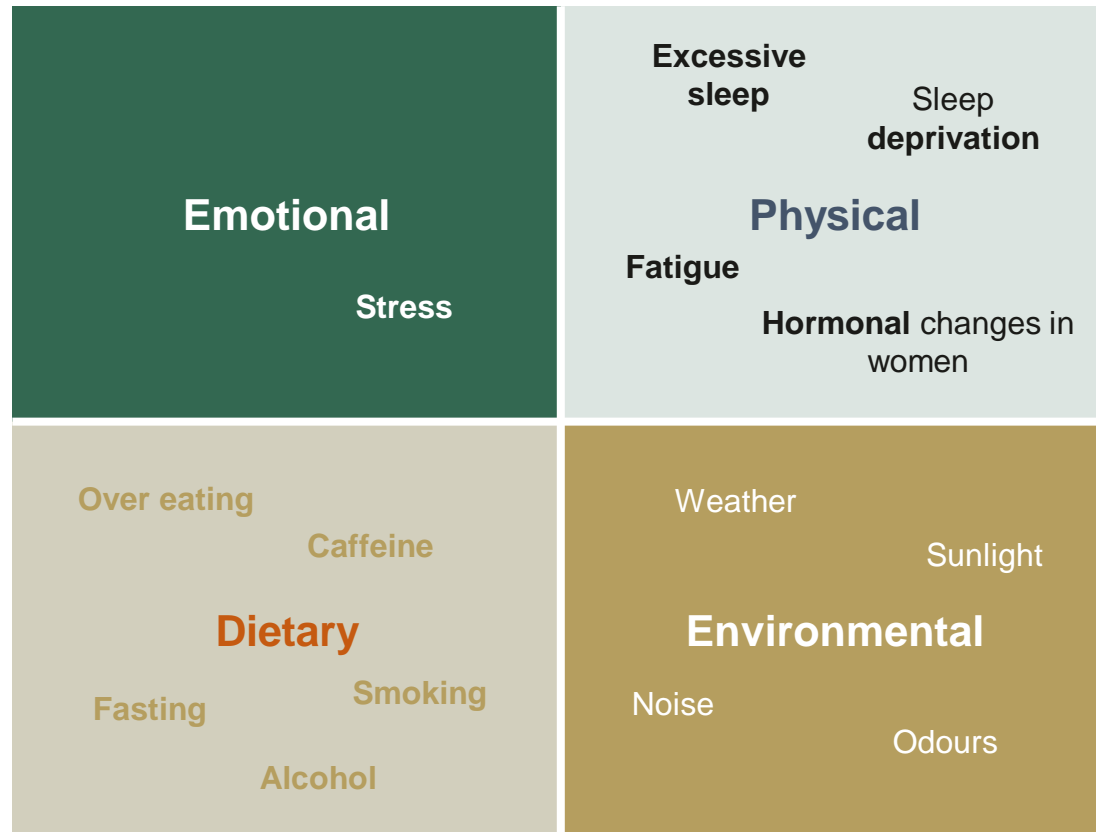 Emotional
Stress
Excessive
sleep
Sleep
deprivation
Physical
Fatigue
Hormonal changes in
women
Over eating
Caffeine
Dietary
Smoking
Fasting
Alcohol
Weather
Sunlight
Environmental
Noise
Odours